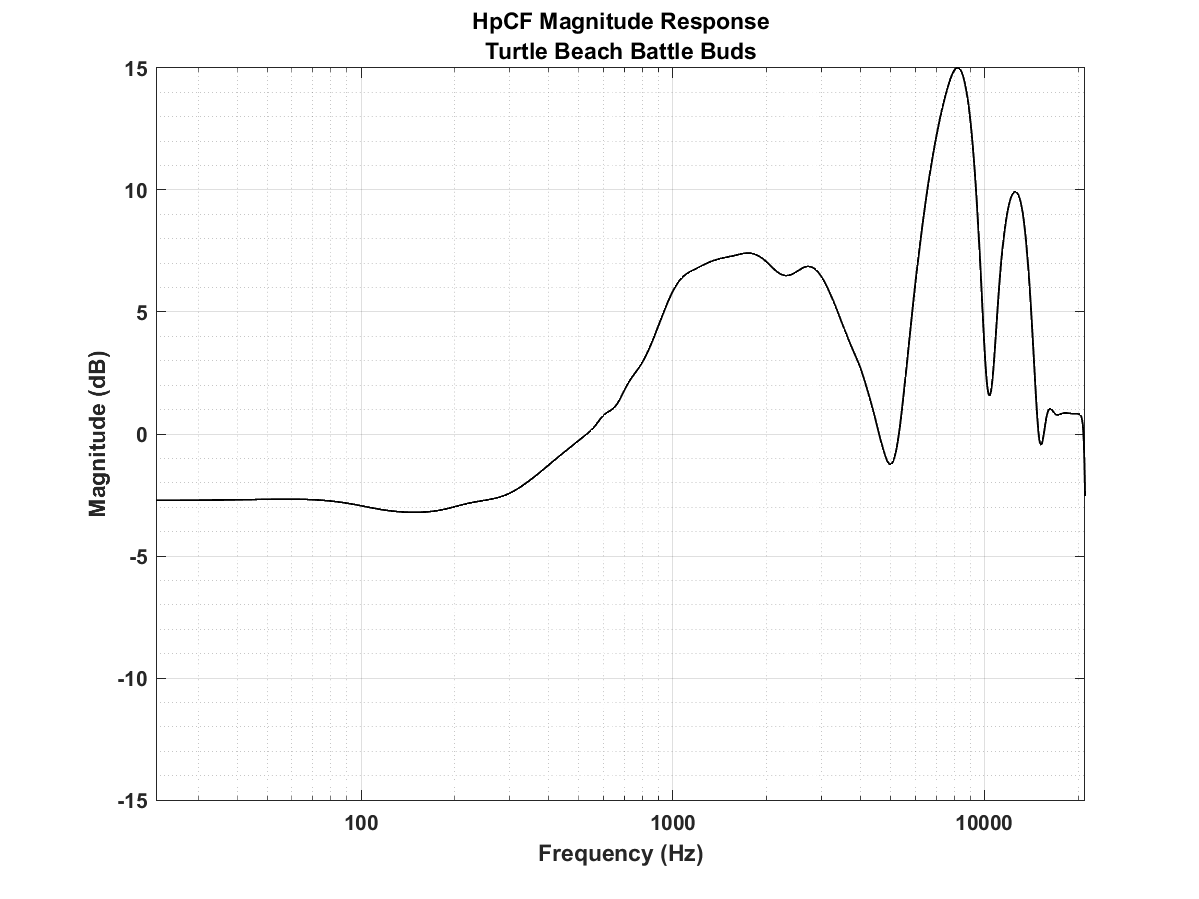 HpCF Magnitude Response
Turtle Beach Battle Buds
15
10
5
0
-5
-10
-15
Magnitude (dB)
100 1000 10000
Frequency (Hz)